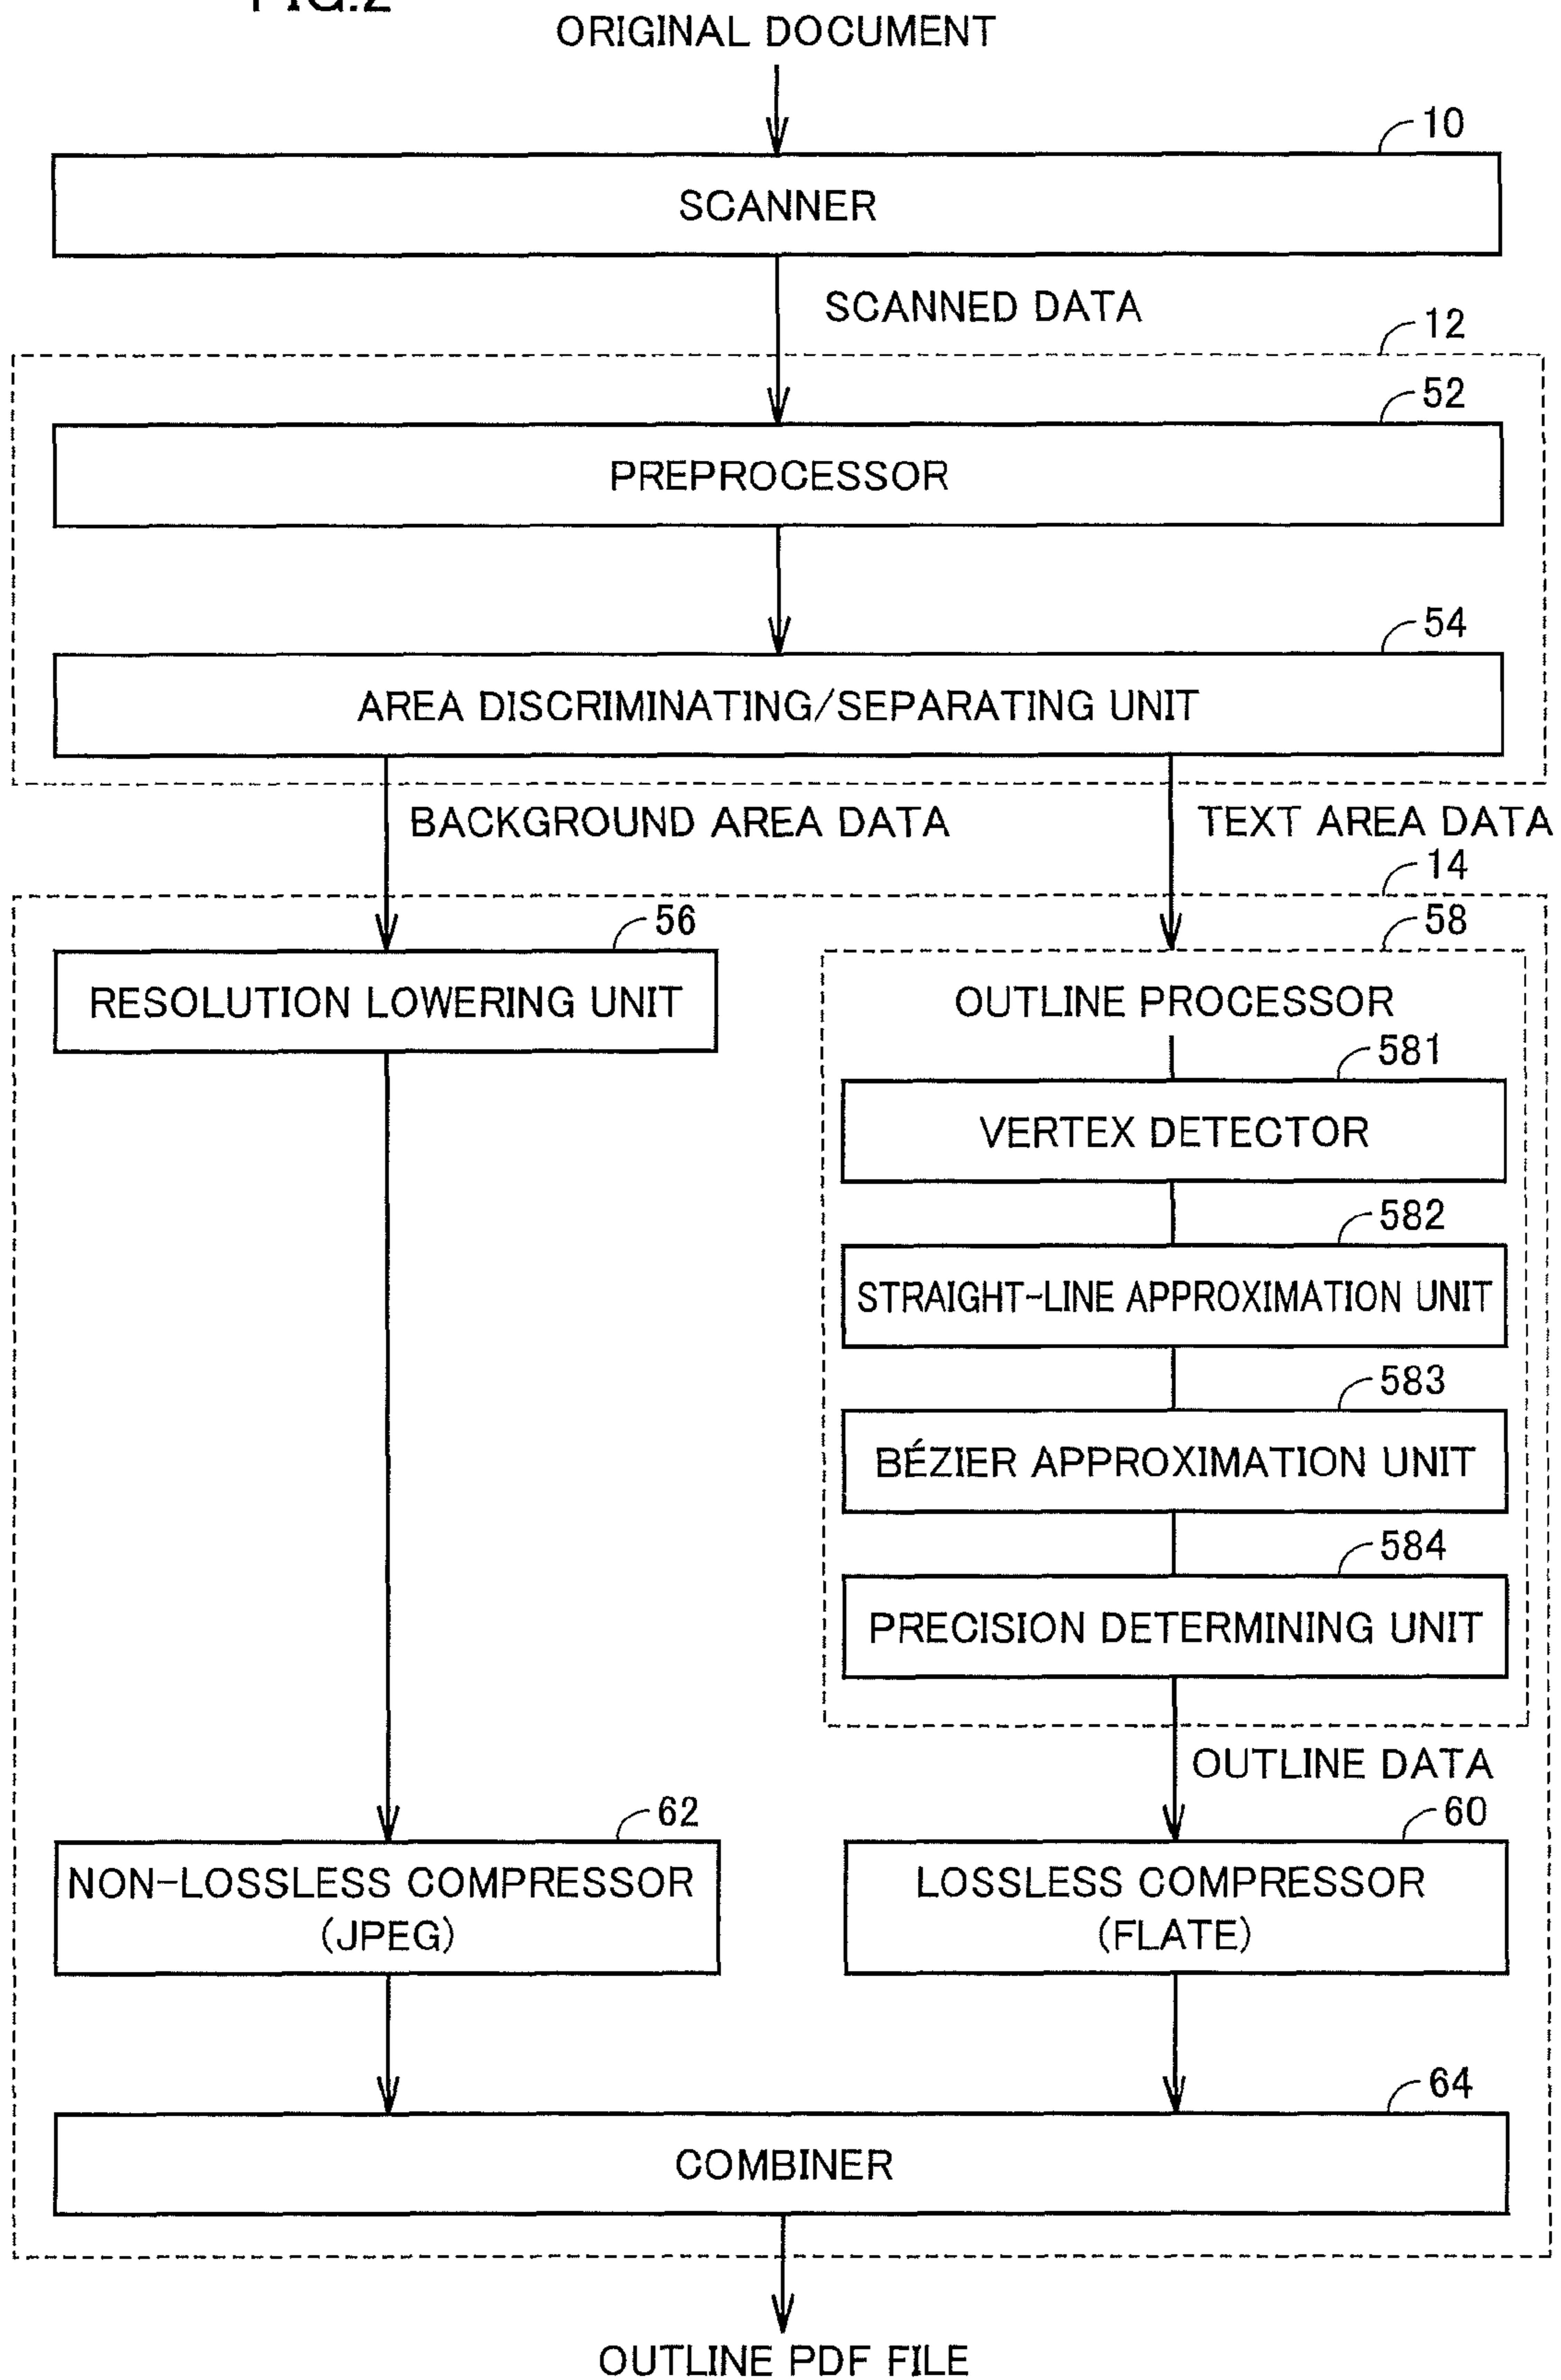 FIG.2
ORIGINAL DOCUMENT
10
SCANNER
SCANNED DATA
12
52
PREPROCESSOR
54
AREA DISCRIMINATING/SEPARATING UNIT
BACKGROUND AREA DATA
TEXT AREA DATA
14
56
58
RESOLUTION LOWERING UNIT
OUTLINE PROCESSOR
581
VERTEX DETECTOR
582
STRAIGHT-LINE APPROXIMATION UNIT
583
BÉZIER APPROXIMATION UNIT
584
PRECISION DETERMINING UNIT
OUTLINE DATA
62
60
NON-LOSSLESS COMPRESSOR
(JPEG)
LOSSLESS COMPRESSOR
(FLATE)
64
COMBINER
OUTLINE PDF FILE